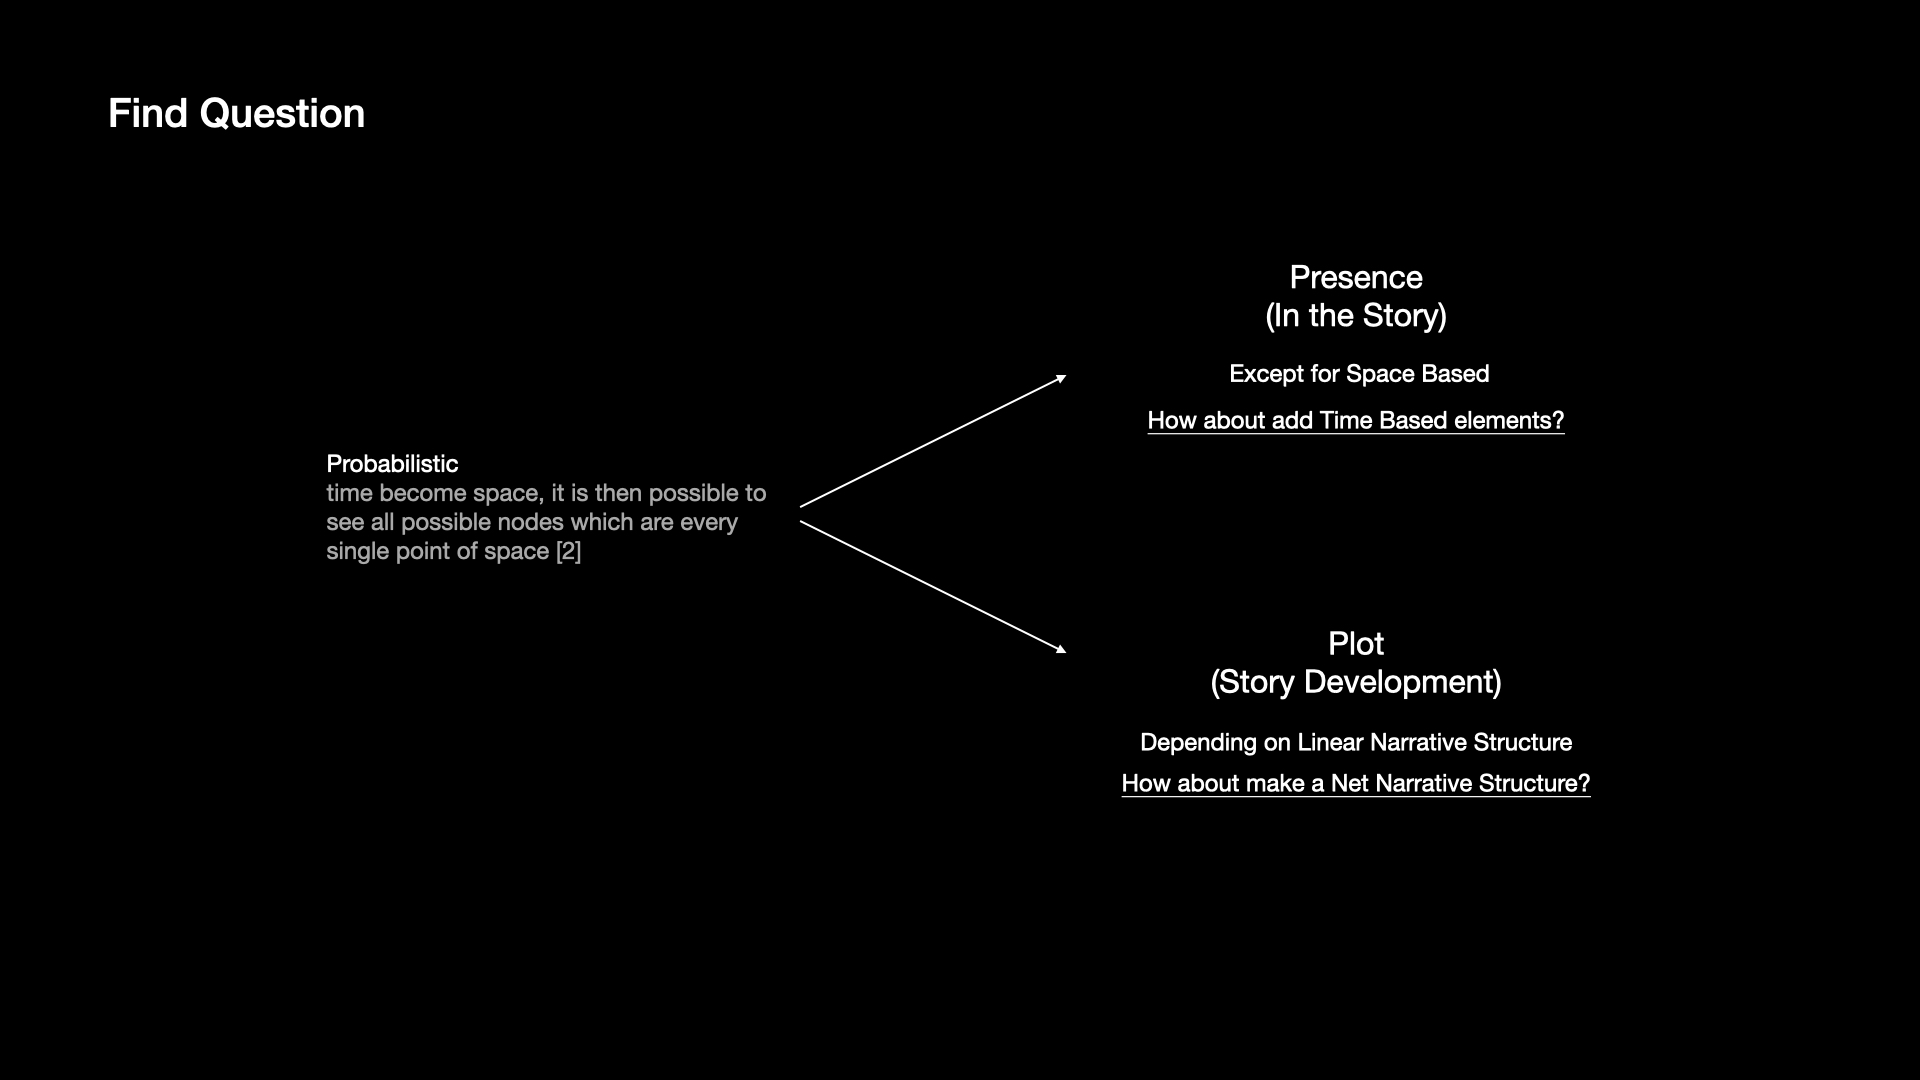 Find Question
Probabilistic
time become space, it is then possible to
see all possible nodes which are every
single point of space [2]
Presence
(In the Story)
Except for Space Based
How about add Time Based elements?
Plot
(Story Development)
Depending on Linear Narrative Structure
How about make a Net Narrative Structure?